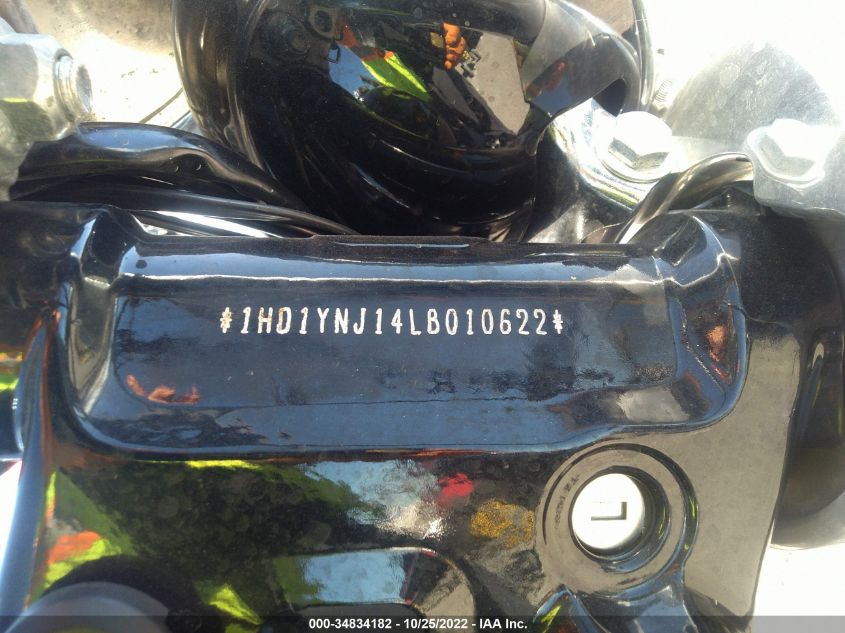 *1HD1YNJ14LB010622*
000-34834182 - 10/25/2022 - IAA Inc.